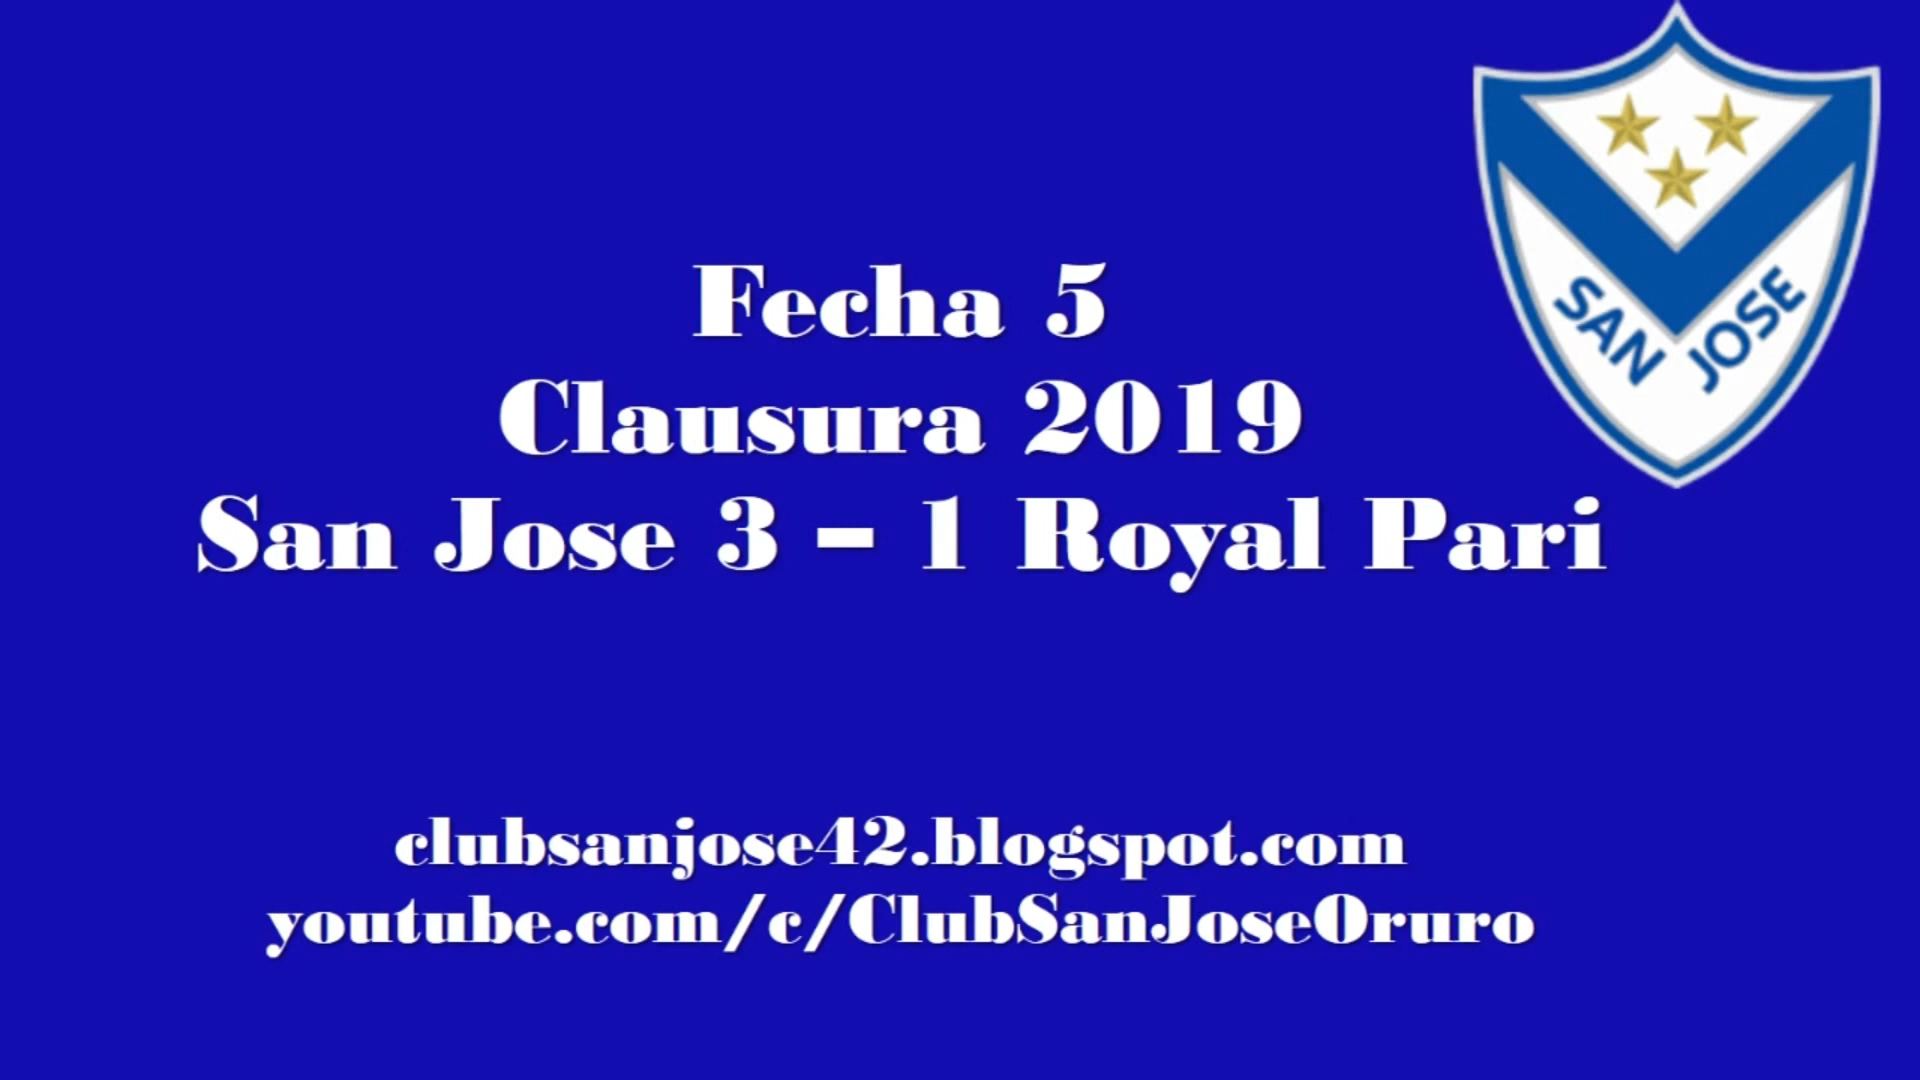 Fecha 5
Clausura 2019
San Jose 3 – 1 Royal Pari
SAN JOSE
clubsanjose42.blogspot.com
youtube.com/c/ClubSanJoseOruro